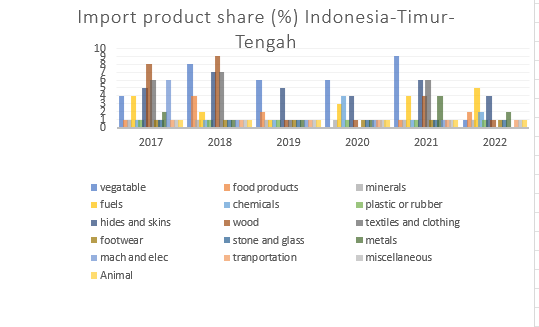 Import product share (%) Indonesia-Timur-
Tengah
10
9
8
7
6
5
4
3
2
1
0
2017 2018 2019 2020 2021 2022
vegatable food products minerals
fuels chemicals plastic or rubber
hides and skins wood textiles and clothing
footwear stone and glass metals
mach and elec tranportation miscellaneous
Animal